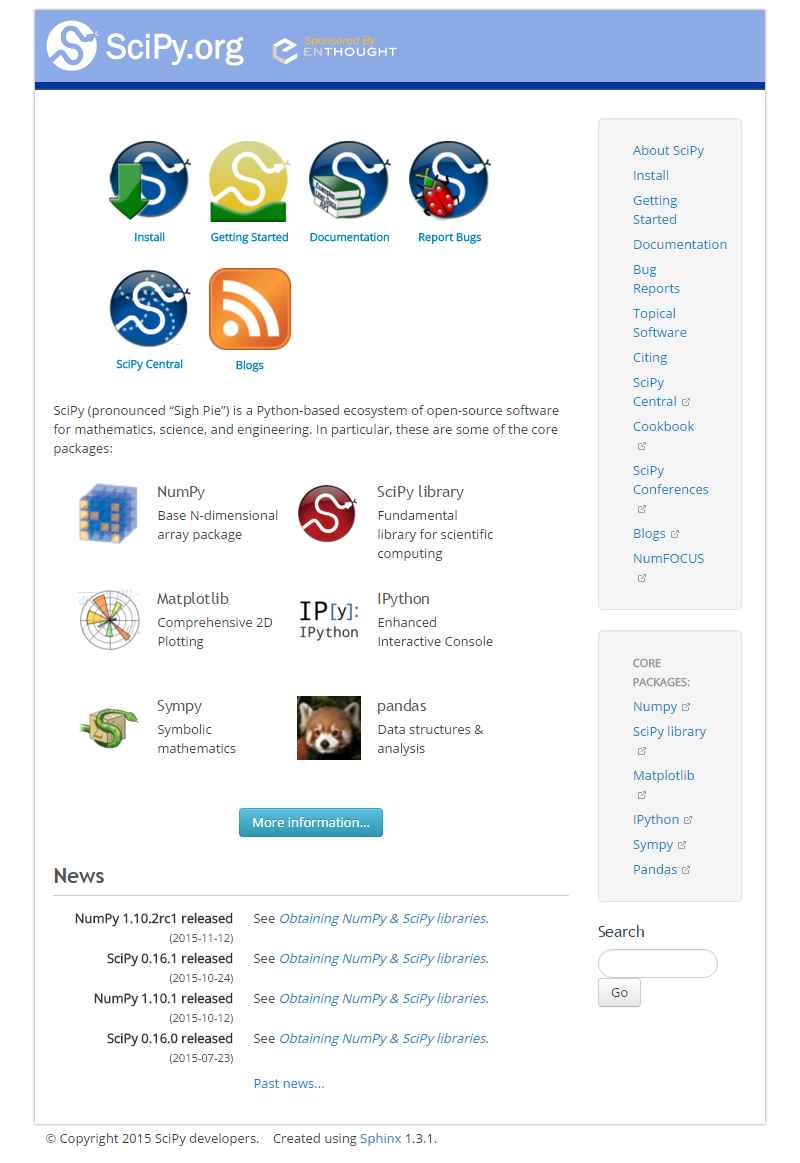 SciPy.org
Sponsored By
ENTHOUGHT
Install
Getting Started
Documentation
Report Bugs
SciPy Central
Blogs
SciPy (pronounced “Sigh Pie”) is a Python-based ecosystem of open-source software
for mathematics, science, and engineering. In particular, these are some of the core
packages:
NumPy
Base N-dimensional
array package
SciPy library
Fundamental
library for scientific
computing
Matplotlib
Comprehensive 2D
Plotting
IP[y]:
IPython
IPython
Enhanced
Interactive Console
Sympy
Symbolic
mathematics
pandas
Data structures &
analysis
More information...
News
NumPy 1.10.2rc1 released
(2015-11-12)
See Obtaining NumPy & SciPy libraries.
SciPy 0.16.1 released
(2015-10-24)
See Obtaining NumPy & SciPy libraries.
NumPy 1.10.1 released
(2015-10-12)
See Obtaining NumPy & SciPy libraries.
SciPy 0.16.0 released
(2015-07-23)
See Obtaining NumPy & SciPy libraries.
Past news...
About SciPy
Install
Getting
Started
Documentation
Bug
Reports
Topical
Software
Citing
SciPy
Central
Cookbook
SciPy
Conferences
Blogs
NumFOCUS
CORE
PACKAGES:
Numpy
SciPy library
Matplotlib
IPython
Sympy
Pandas
Search
Go
© Copyright 2015 SciPy developers. Created using Sphinx 1.3.1.